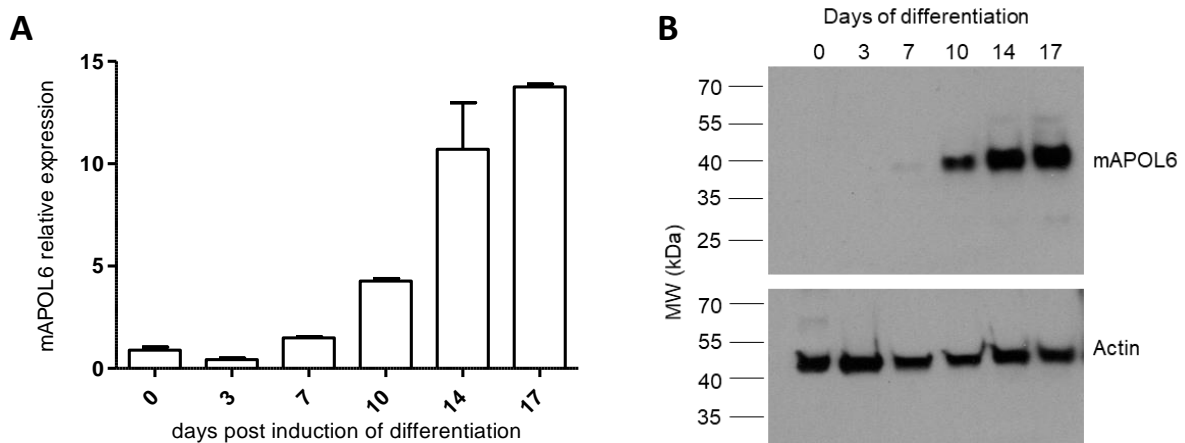 A
mAPOL6 relative expression
15
10
5
0
0 3 7 10 14 17
days post induction of differentiation
B
Days of differentiation
0 3 7 10 14 17
MW (kDa)
70
55
40
35
25
mAPOL6
70
55
40
35
Actin